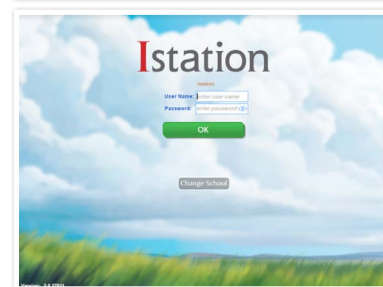 Istation
User Name: enter user name
Password: enter password
OK
Change School